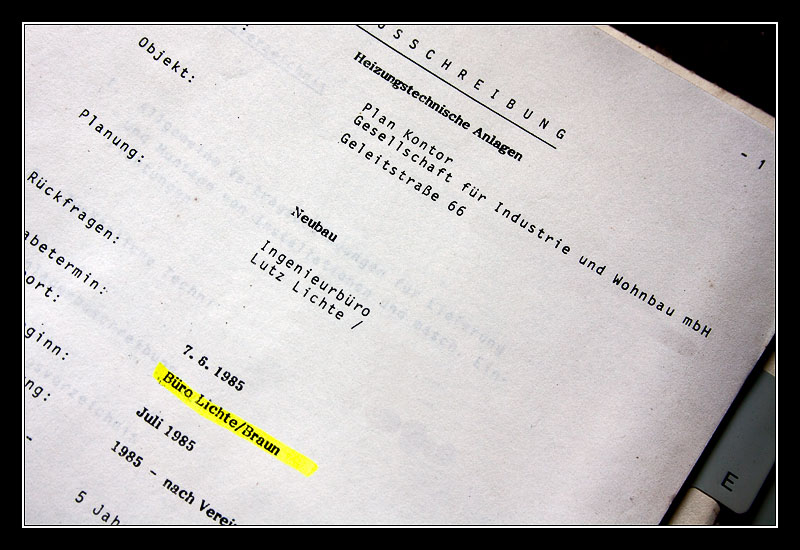 USSCHREIBUNG
- 1
Heizungstechnische Anlagen
Objekt:
Plan Kontor
Gesellschaft für Industrie und Wohnbau mbH
Geleitstraße 66
Planung:
Neubau
Ingenieurbüro
Lutz Lichte /
Rückfragen:
abetermin:
7. 6. 1985
ort:
Büro Lichte/Braun
ginn:
Juli 1985
ng:
1985 - nach Verei
-
5 Jah
E